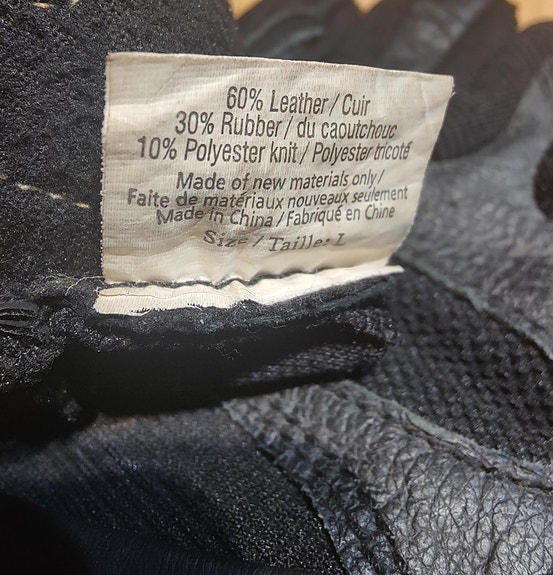 60% Leather / Cuir
30% Rubber / du caoutchouc
10% Polyester knit / Polyester tricoté
Made of new materials only /
Faite de matériaux nouveaux seulement
Made in China / Fabriqué en Chine
Size / Taille: L